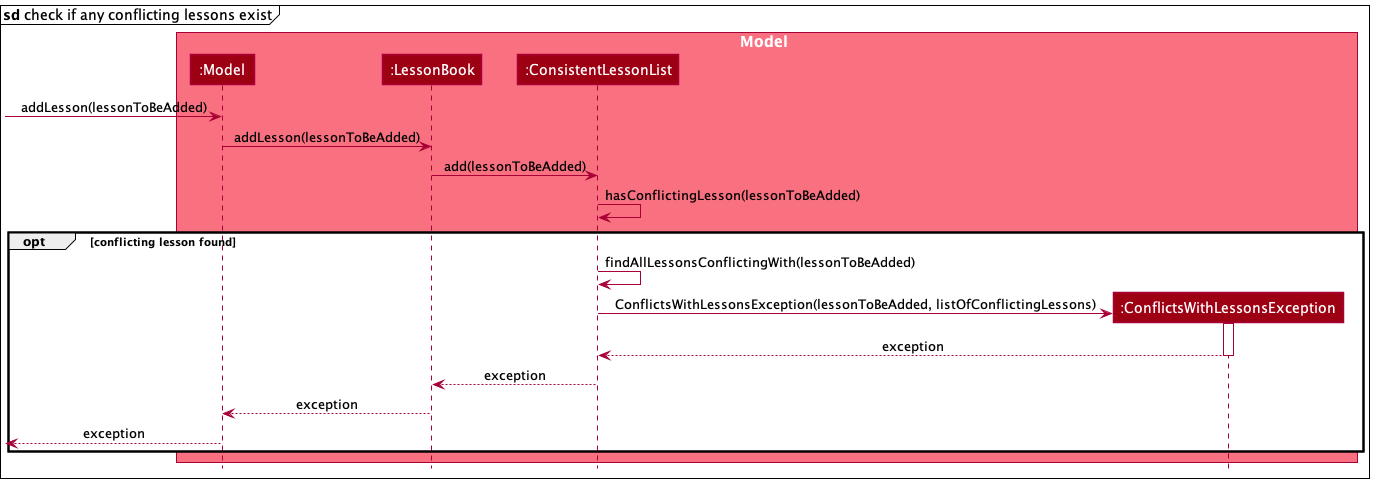 sd check if any conflicting lessons exist
Model
:Model
:LessonBook
:ConsistentLessonList
addLesson(lessonToBeAdded)
addLesson(lessonToBeAdded)
add(lessonToBeAdded)
hasConflictingLesson(lessonToBeAdded)
opt
[conflicting lesson found]
findAllLessonsConflictingWith(lessonToBeAdded)
ConflictsWithLessonsException(lessonToBeAdded, listOfConflictingLessons)
:ConflictsWithLessonsException
exception
exception
exception
exception